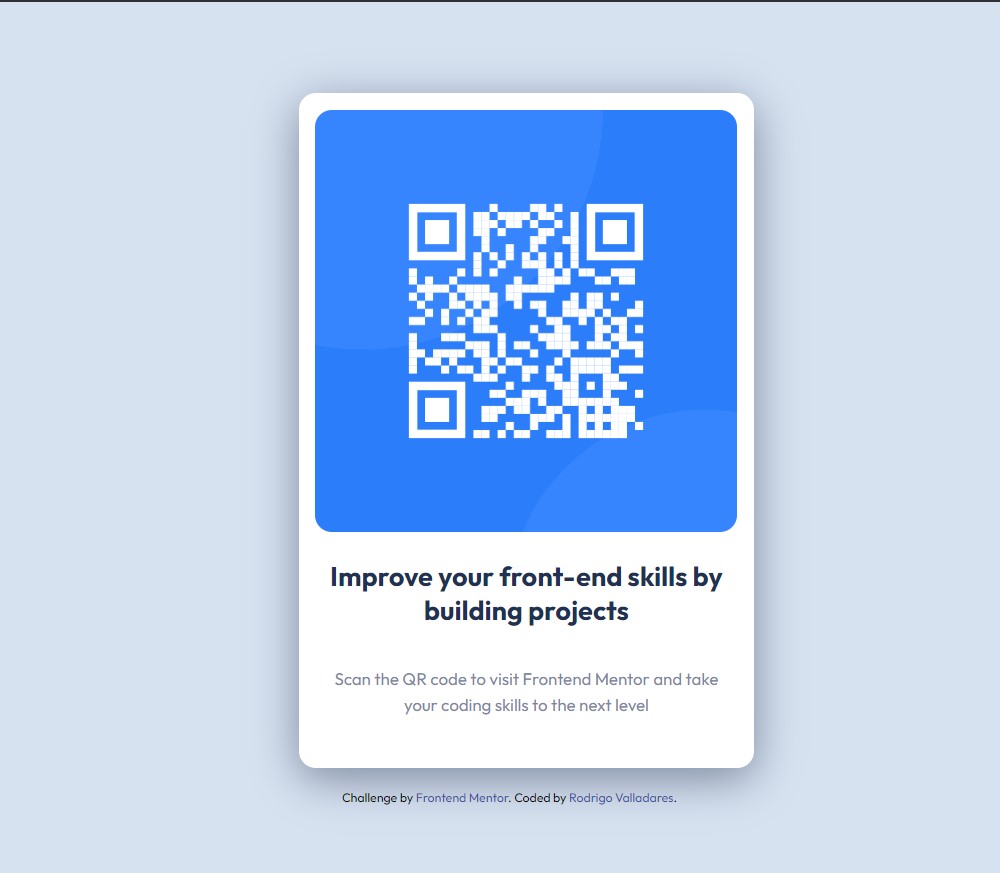 Improve your front-end skills by
building projects
Scan the QR code to visit Frontend Mentor and take
your coding skills to the next level
Challenge by Frontend Mentor. Coded by Rodrigo Valladares.